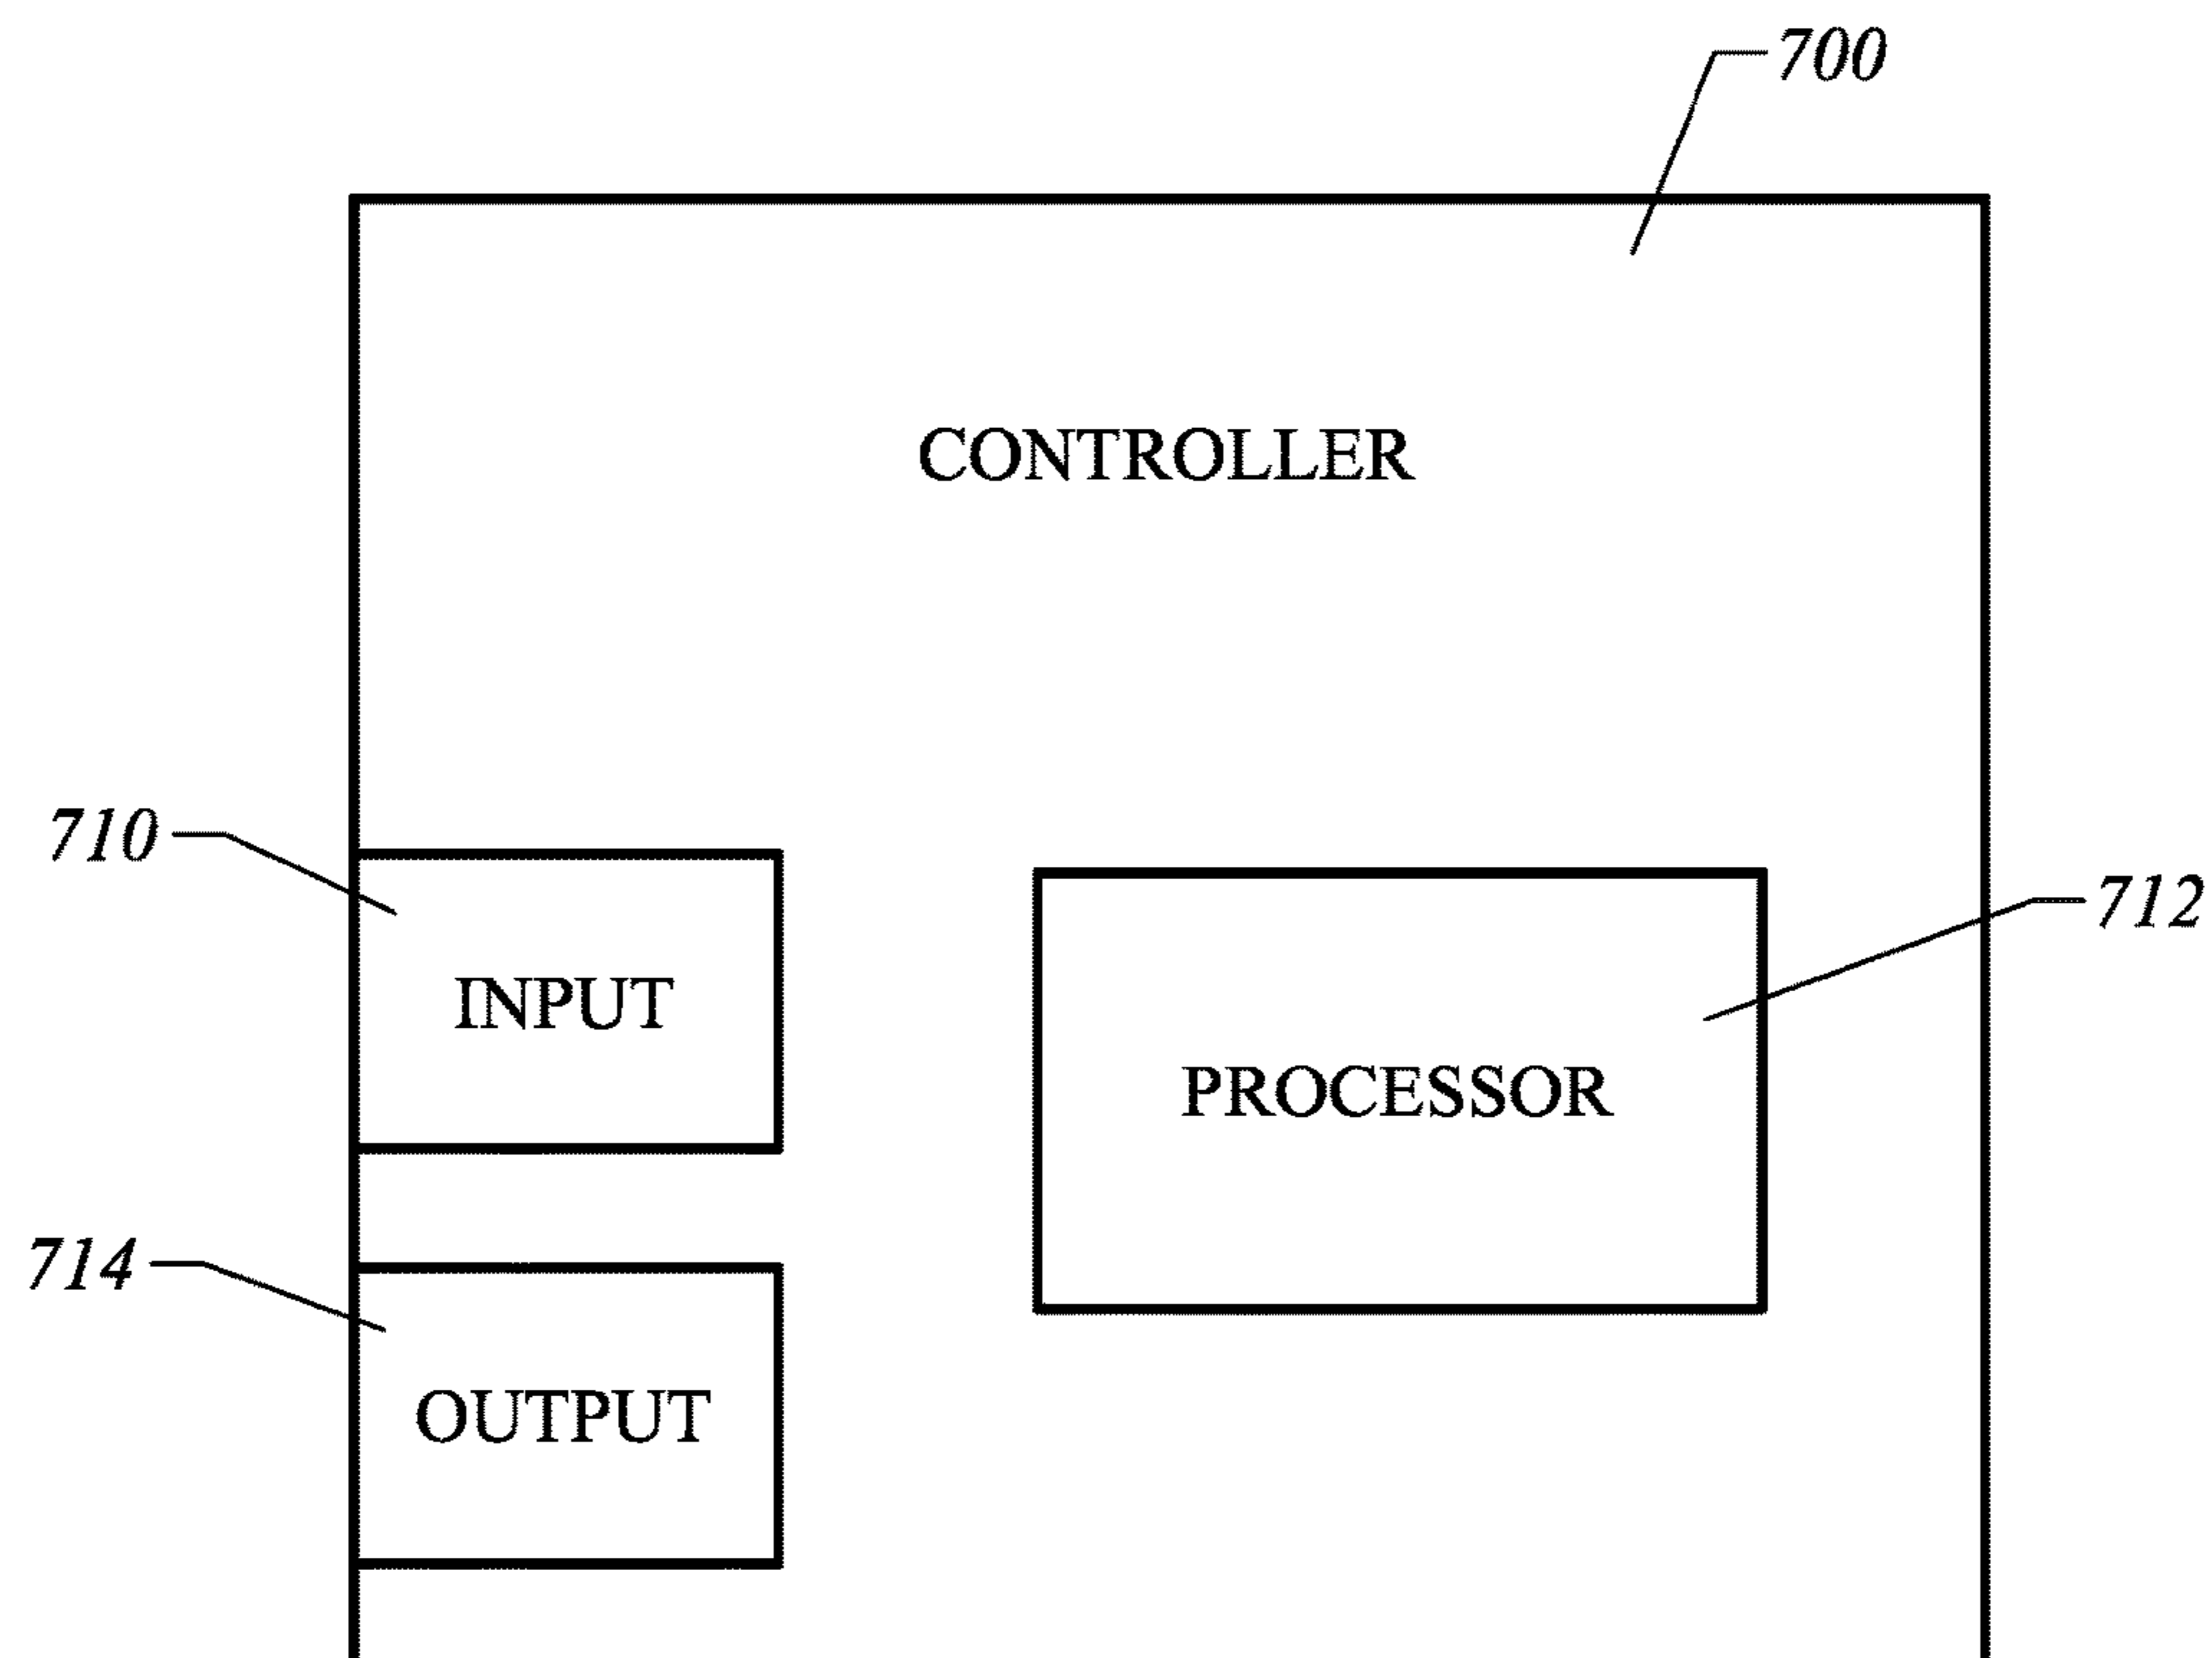 700
CONTROLLER
710
INPUT
712
PROCESSOR
714
OUTPUT